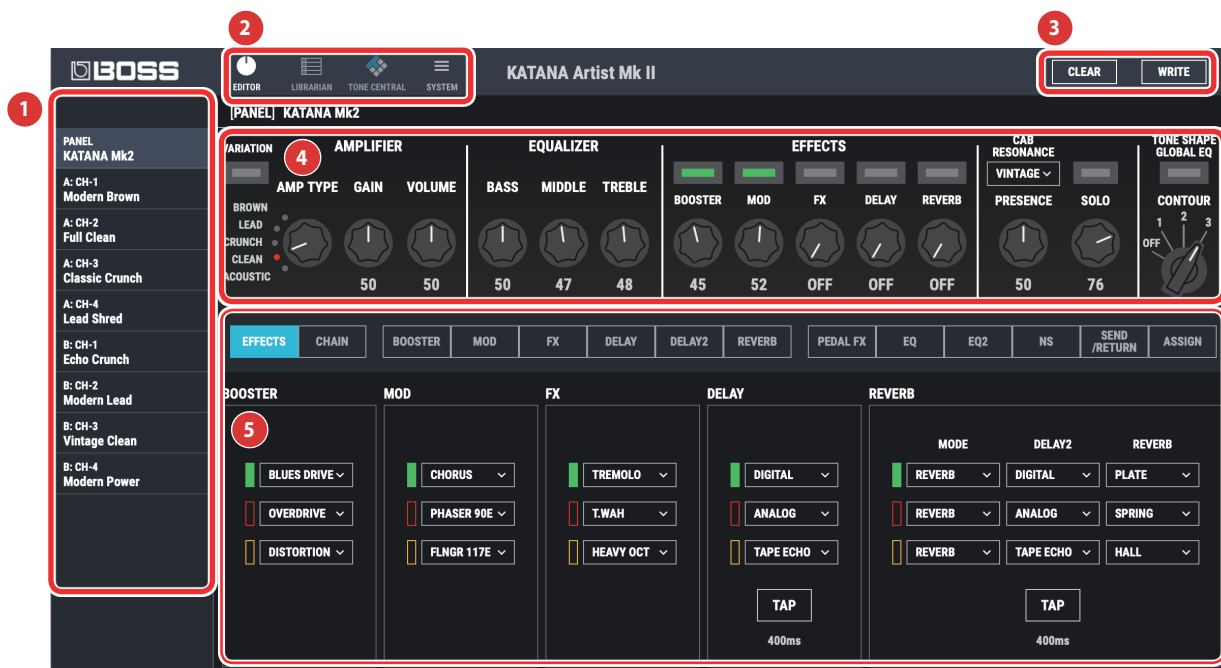 2
3
BOSS
EDITOR
LIBRARIAN
TONE CENTRAL
SYSTEM
KATANA Artist Mk II
CLEAR
WRITE
1
[PANEL] KATANA Mk2
PANEL
KATANA Mk2
A: CH-1
Modern Brown
A: CH-2
Full Clean
A: CH-3
Classic Crunch
A: CH-4
Lead Shred
B: CH-1
Echo Crunch
B: CH-2
Modern Lead
B: CH-3
Vintage Clean
B: CH-4
Modern Power
VARIATION
4
AMPLIFIER
EQUALIZER
EFFECTS
CAB
RESONANCE
TONE SHAPE
GLOBAL EQ
VINTAGE
AMP TYPE
GAIN
VOLUME
BASS
MIDDLE
TREBLE
BOOSTER
MOD
FX
DELAY
REVERB
PRESENCE
SOLO
CONTOUR
BROWN
LEAD
CRUNCH
CLEAN
ACOUSTIC
OFF
1
2
3
50
50
50
47
48
45
52
OFF
OFF
OFF
50
76
EFFECTS
CHAIN
BOOSTER
MOD
FX
DELAY
DELAY2
REVERB
PEDAL FX
EQ
EQ2
NS
SEND
/RETURN
ASSIGN
BOOSTER
MOD
FX
DELAY
REVERB
5
MODE
DELAY2
REVERB
BLUES DRIVE
CHORUS
TREMOLO
DIGITAL
REVERB
DIGITAL
PLATE
OVERDRIVE
PHASER 90E
T.WAH
ANALOG
REVERB
ANALOG
SPRING
DISTORTION
FLNGR 117E
HEAVY OCT
TAPE ECHO
REVERB
TAPE ECHO
HALL
TAP
TAP
400ms
400ms